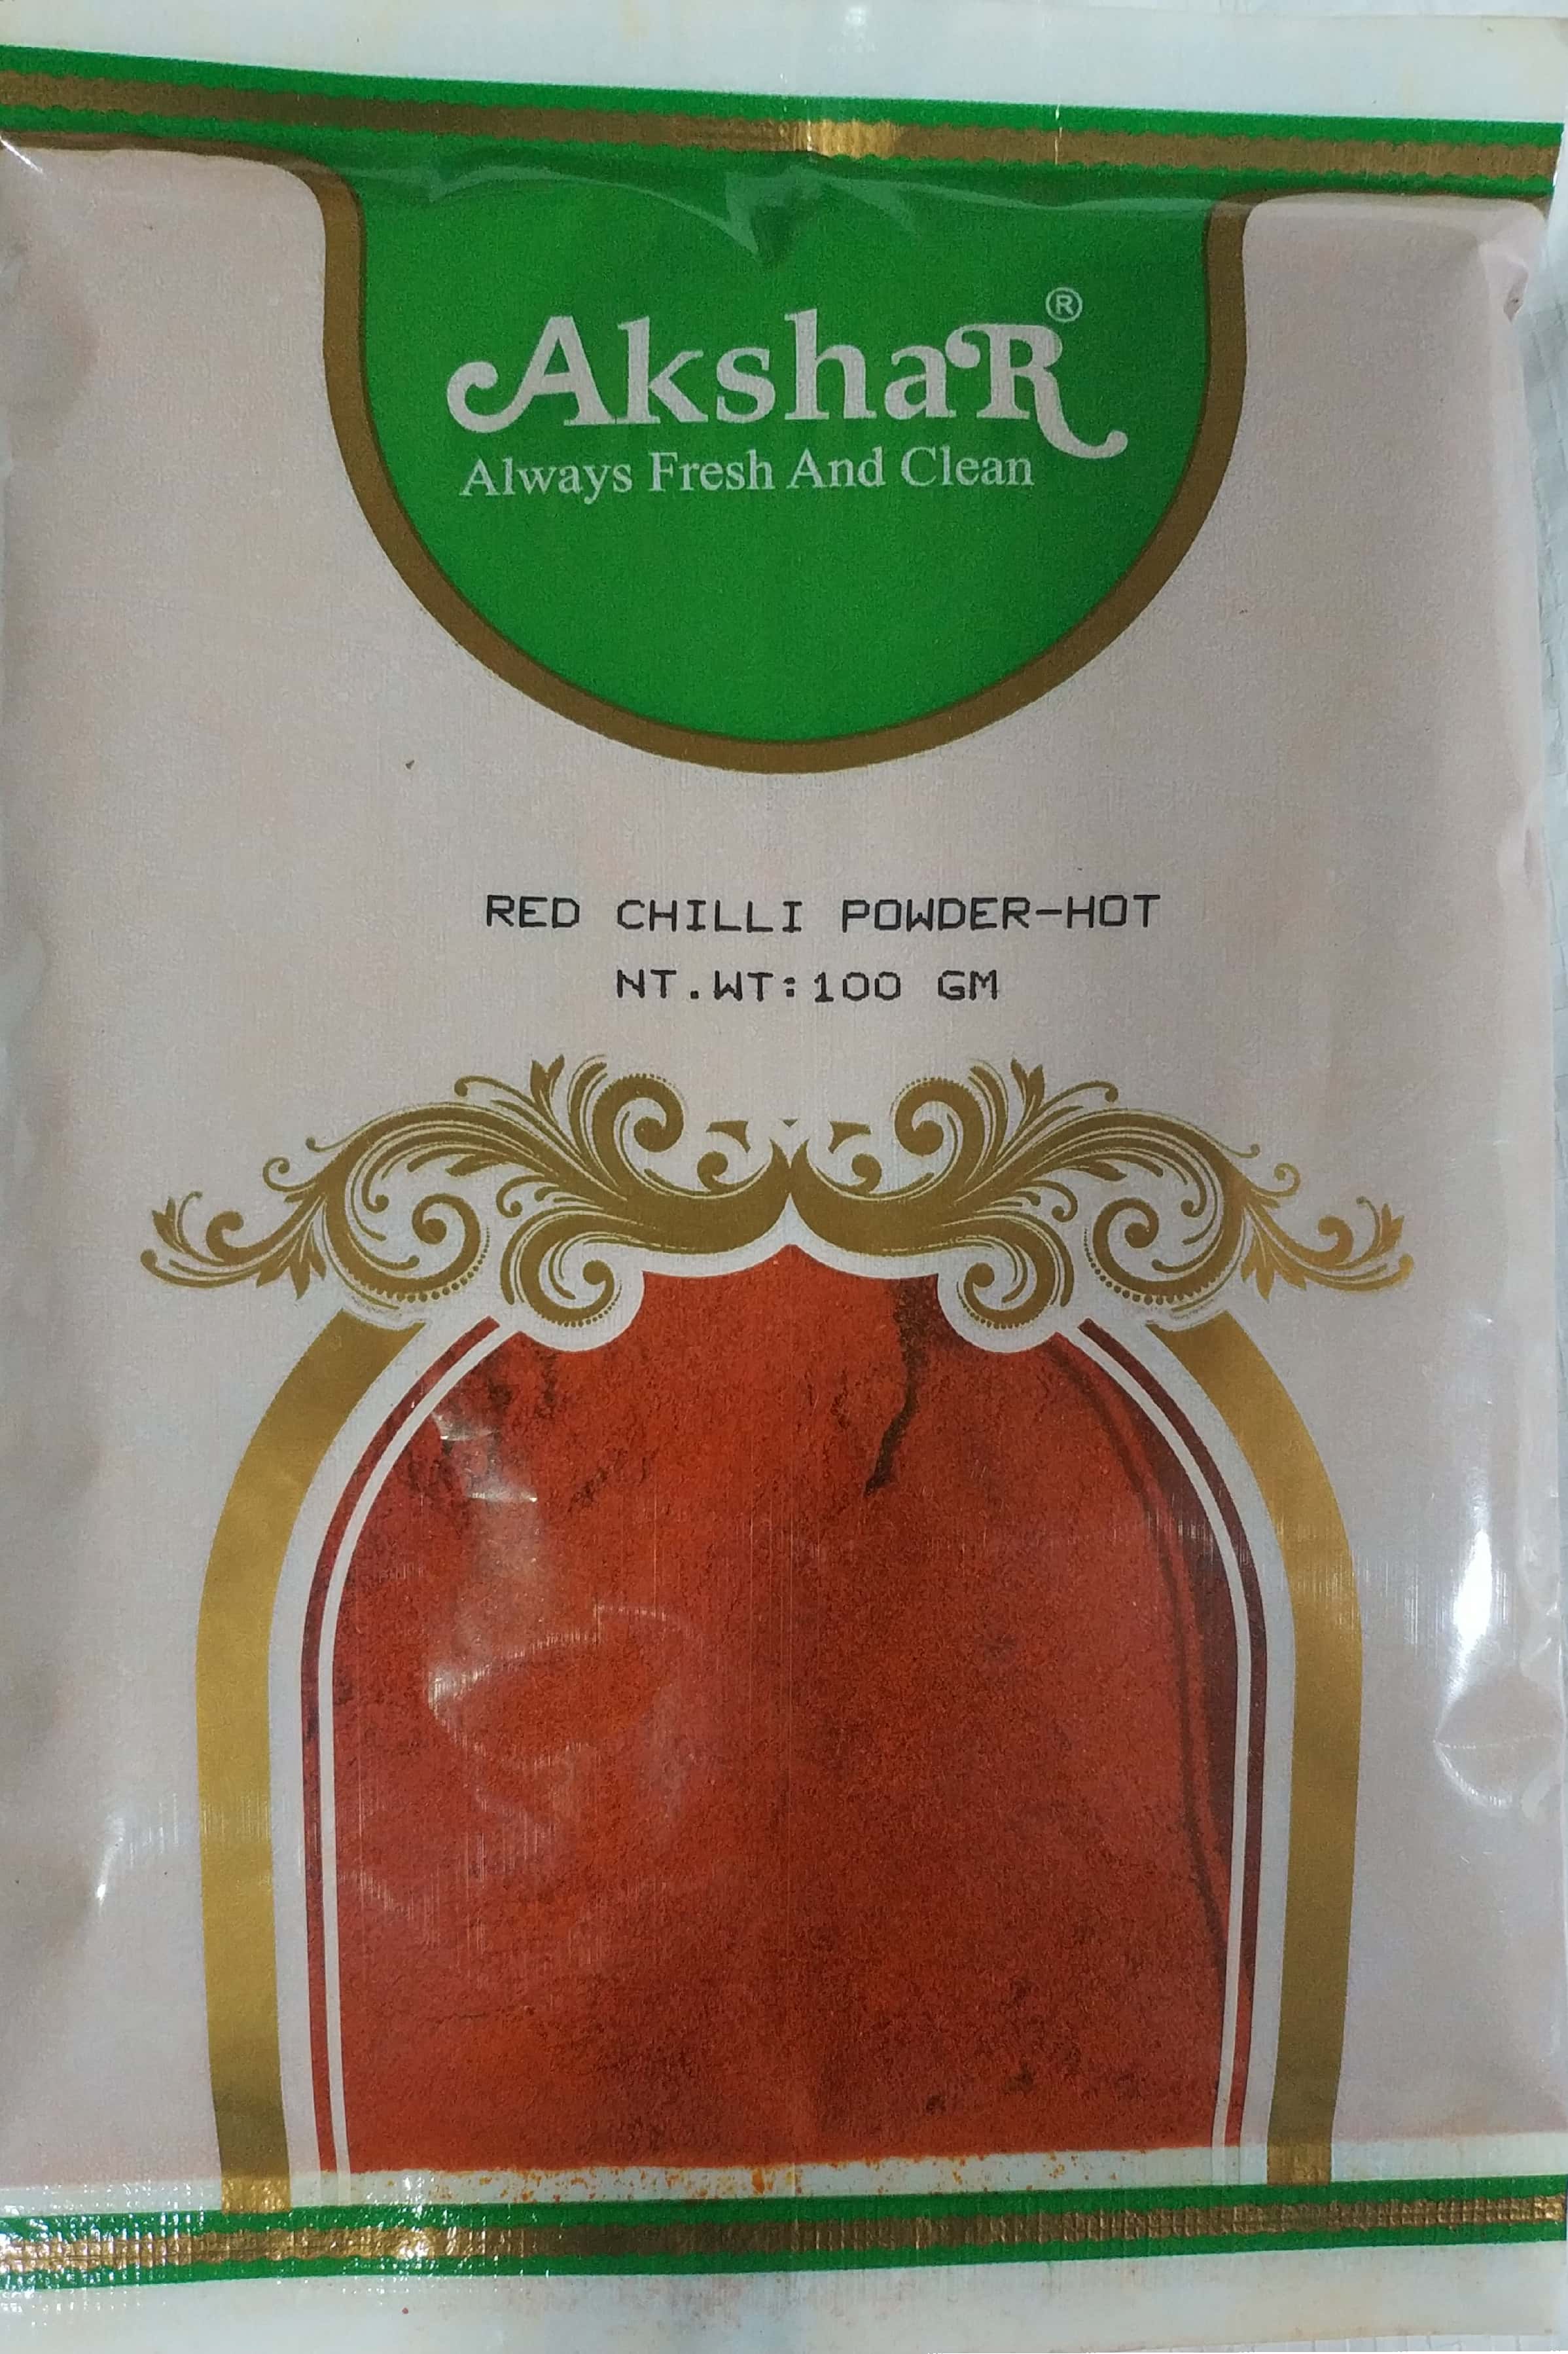 AkshaR®
Always Fresh And Clean
RED CHILLI POWDER-HOT
NT.WT:100 GM